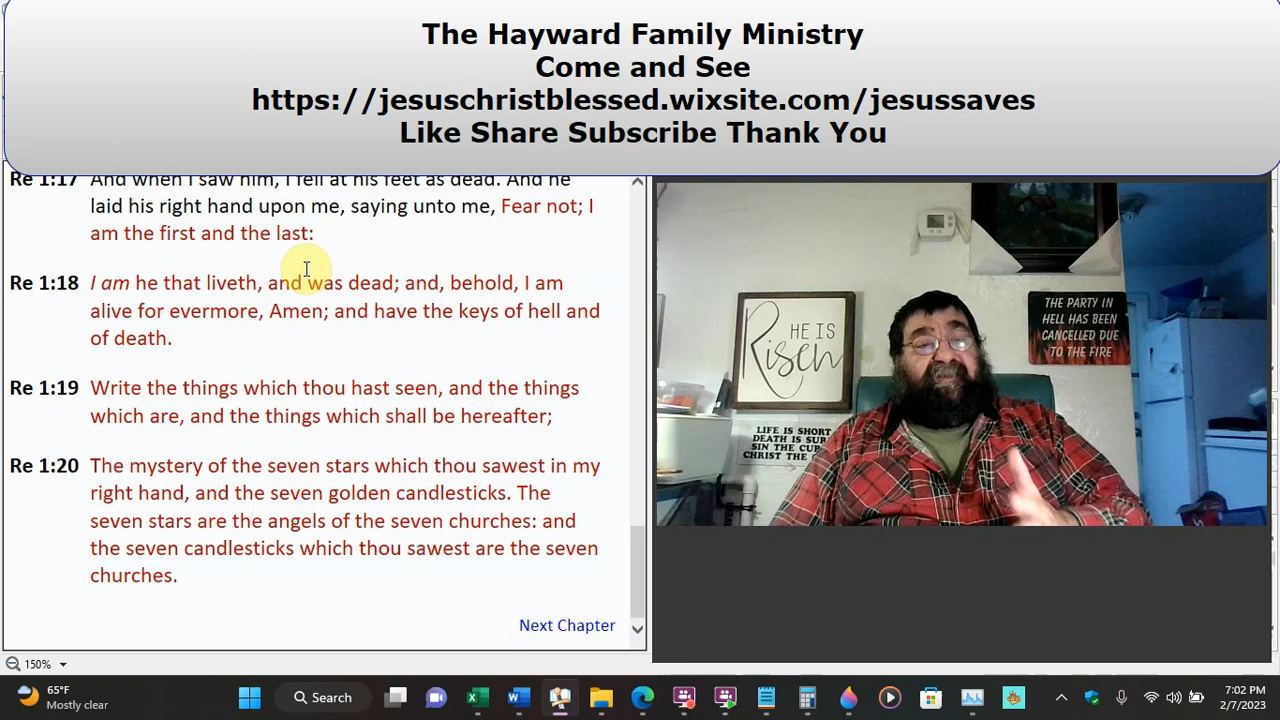 The Hayward Family Ministry
Come and See
https://jesuschristblessed.wixsite.com/jesussaves
Like Share Subscribe Thank You
Re 1:17 And when I saw him, I fell at his feet as dead. And he
laid his right hand upon me, saying unto me, Fear not; I
am the first and the last:
Re 1:18 I am he that liveth, and was dead; and, behold, I am
alive for evermore, Amen; and have the keys of hell and
of death.
Re 1:19 Write the things which thou hast seen, and the things
which are, and the things which shall be hereafter;
Re 1:20 The mystery of the seven stars which thou sawest in my
right hand, and the seven golden candlesticks. The
seven stars are the angels of the seven churches: and
the seven candlesticks which thou sawest are the seven
churches.
Next Chapter
150%
HE IS
Risen
THE PARTY IN
HELL HAS BEEN
CANCELLED DUE
TO THE FIRE
LIFE IS SHORT
DEATH IS SUR
SIN THE CUR
CHRIST THE C
65°F
Mostly clear
Search
7:02 PM
2/7/2023